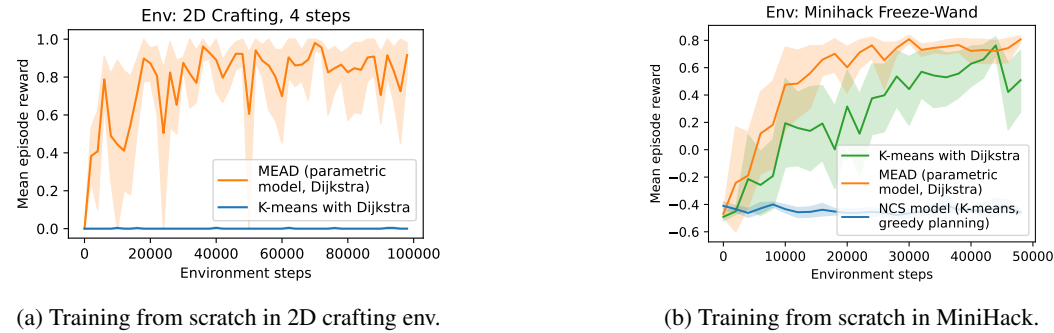 Env: 2D Crafting, 4 steps
Mean episode reward
1.0
0.8
0.6
0.4
0.2
0.0
MEAD (parametric
model, Dijkstra)
K-means with Dijkstra
0
20000
40000
60000
80000
100000
Environment steps
(a) Training from scratch in 2D crafting env.
Env: Minihack Freeze-Wand
Mean episode reward
0.8
0.6
0.4
0.2
−0.0
−0.2
−0.4
−0.6
K-means with Dijkstra
MEAD (parametric
model, Dijkstra)
NCS model (K-means,
greedy planning)
0
10000
20000
30000
40000
50000
Environment steps
(b) Training from scratch in MiniHack.